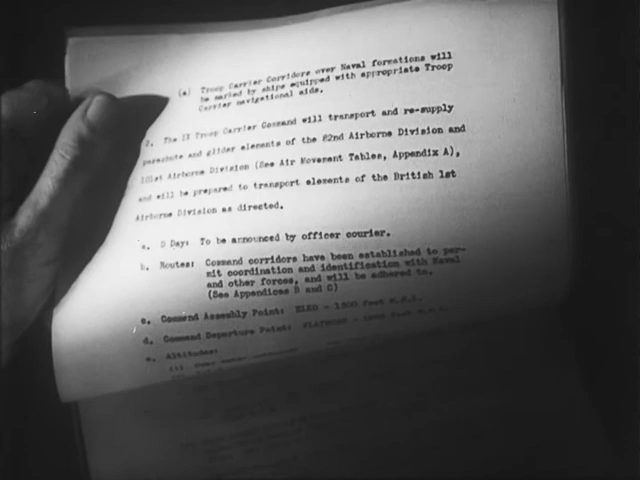 (a) Troop Carrier Corridors over Naval formations will
be marked by ships equipped with appropriate Troop
Carrier navigational aids.
2. The IX Troop Carrier Command will transport and re-supply
parachute and glider elements of the 82nd Airborne Division and
101st Airborne Division (See Air Movement Tables, Appendix A),
and will be prepared to transport elements of the British 1st
Airborne Division as directed.
a. D Day: To be announced by officer courier.
b. Routes: Command corridors have been established to per-
mit coordination and identification with Naval
and other forces, and will be adhered to.
(See Appendices B and C)
c. Command Assembly Point: ELKO - 1500 feet M.S.L.
d. Command Departure Point: FLATBUSH - feet
e. Altitudes: